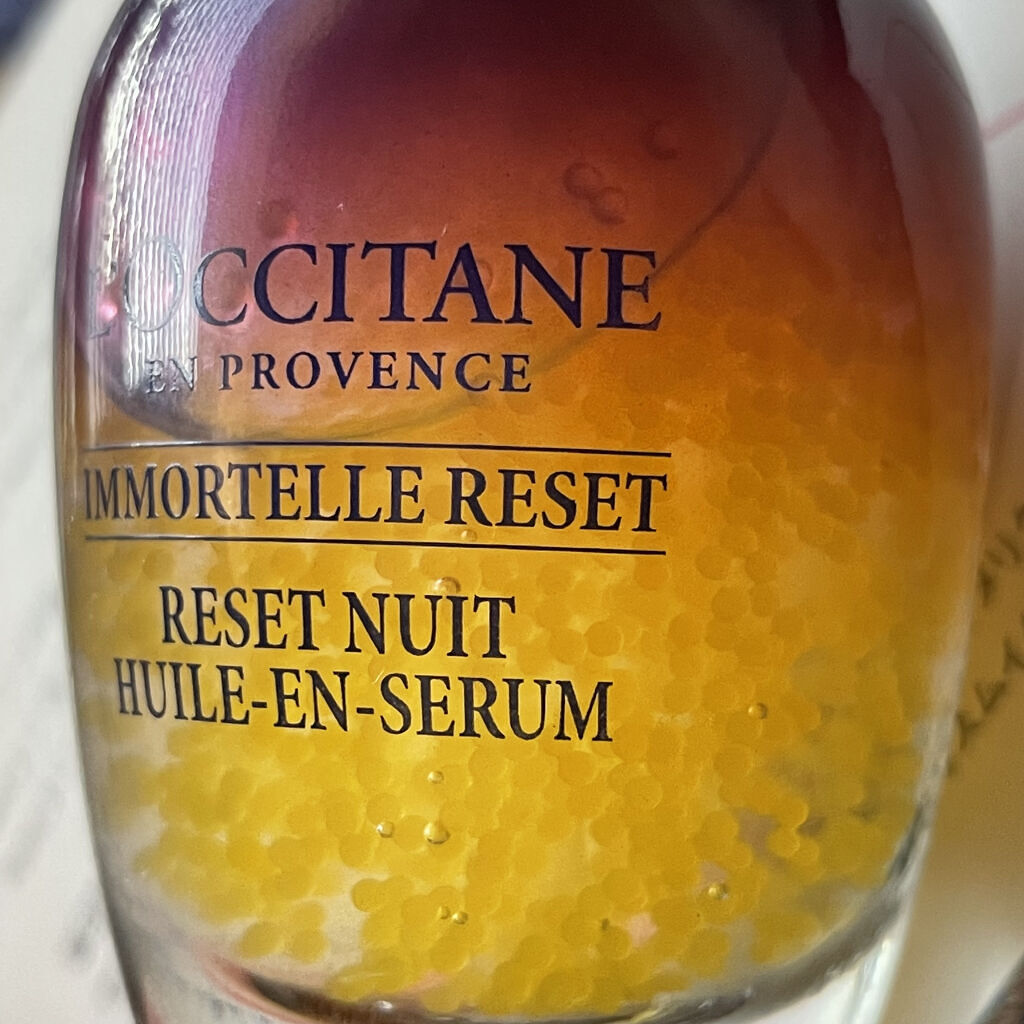 L'OCCITANE
EN PROVENCE
IMMORTELLE RESET
RESET NUIT
HUILE-EN-SERUM